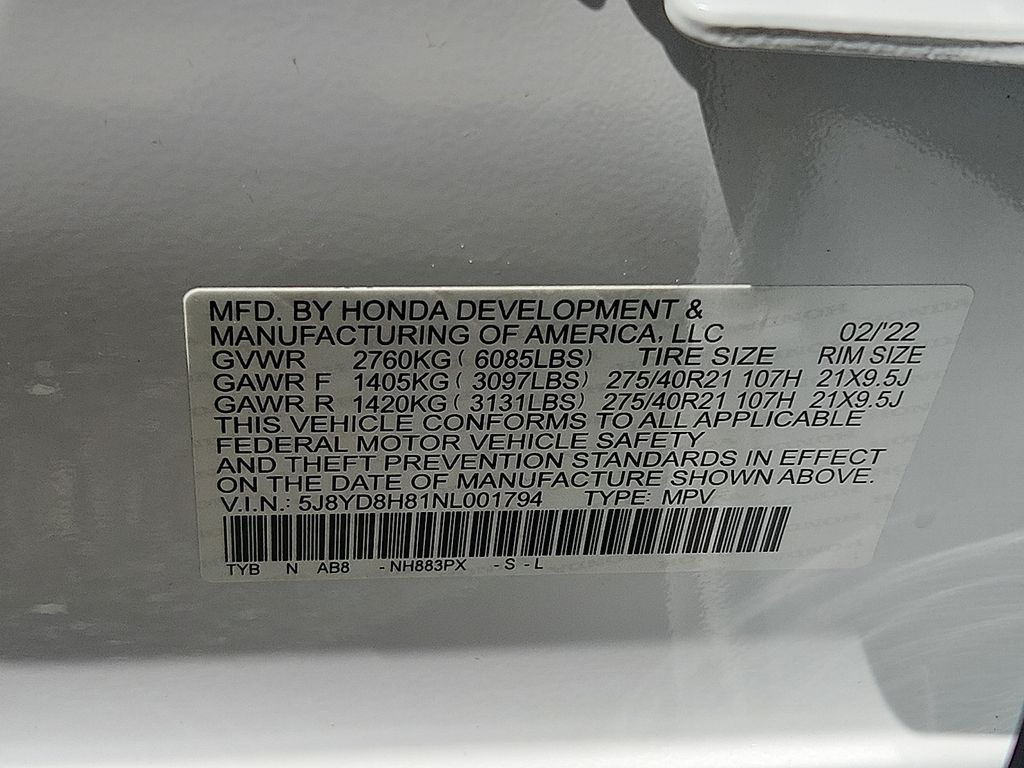 MFD. BY HONDA DEVELOPMENT &
MANUFACTURING OF AMERICA, LLC 02/'22
GVWR 2760KG ( 6085LBS) TIRE SIZE RIM SIZE
GAWR F 1405KG ( 3097LBS) 275/40R21 107H 21X9.5J
GAWR R 1420KG ( 3131LBS) 275/40R21 107H 21X9.5J
THIS VEHICLE CONFORMS TO ALL APPLICABLE
FEDERAL MOTOR VEHICLE SAFETY
AND THEFT PREVENTION STANDARDS IN EFFECT
ON THE DATE OF MANUFACTURE SHOWN ABOVE.
V.I.N.: 5J8YD8H81NL001794 TYPE: MPV
TYB N AB8 - NH883PX - S - L